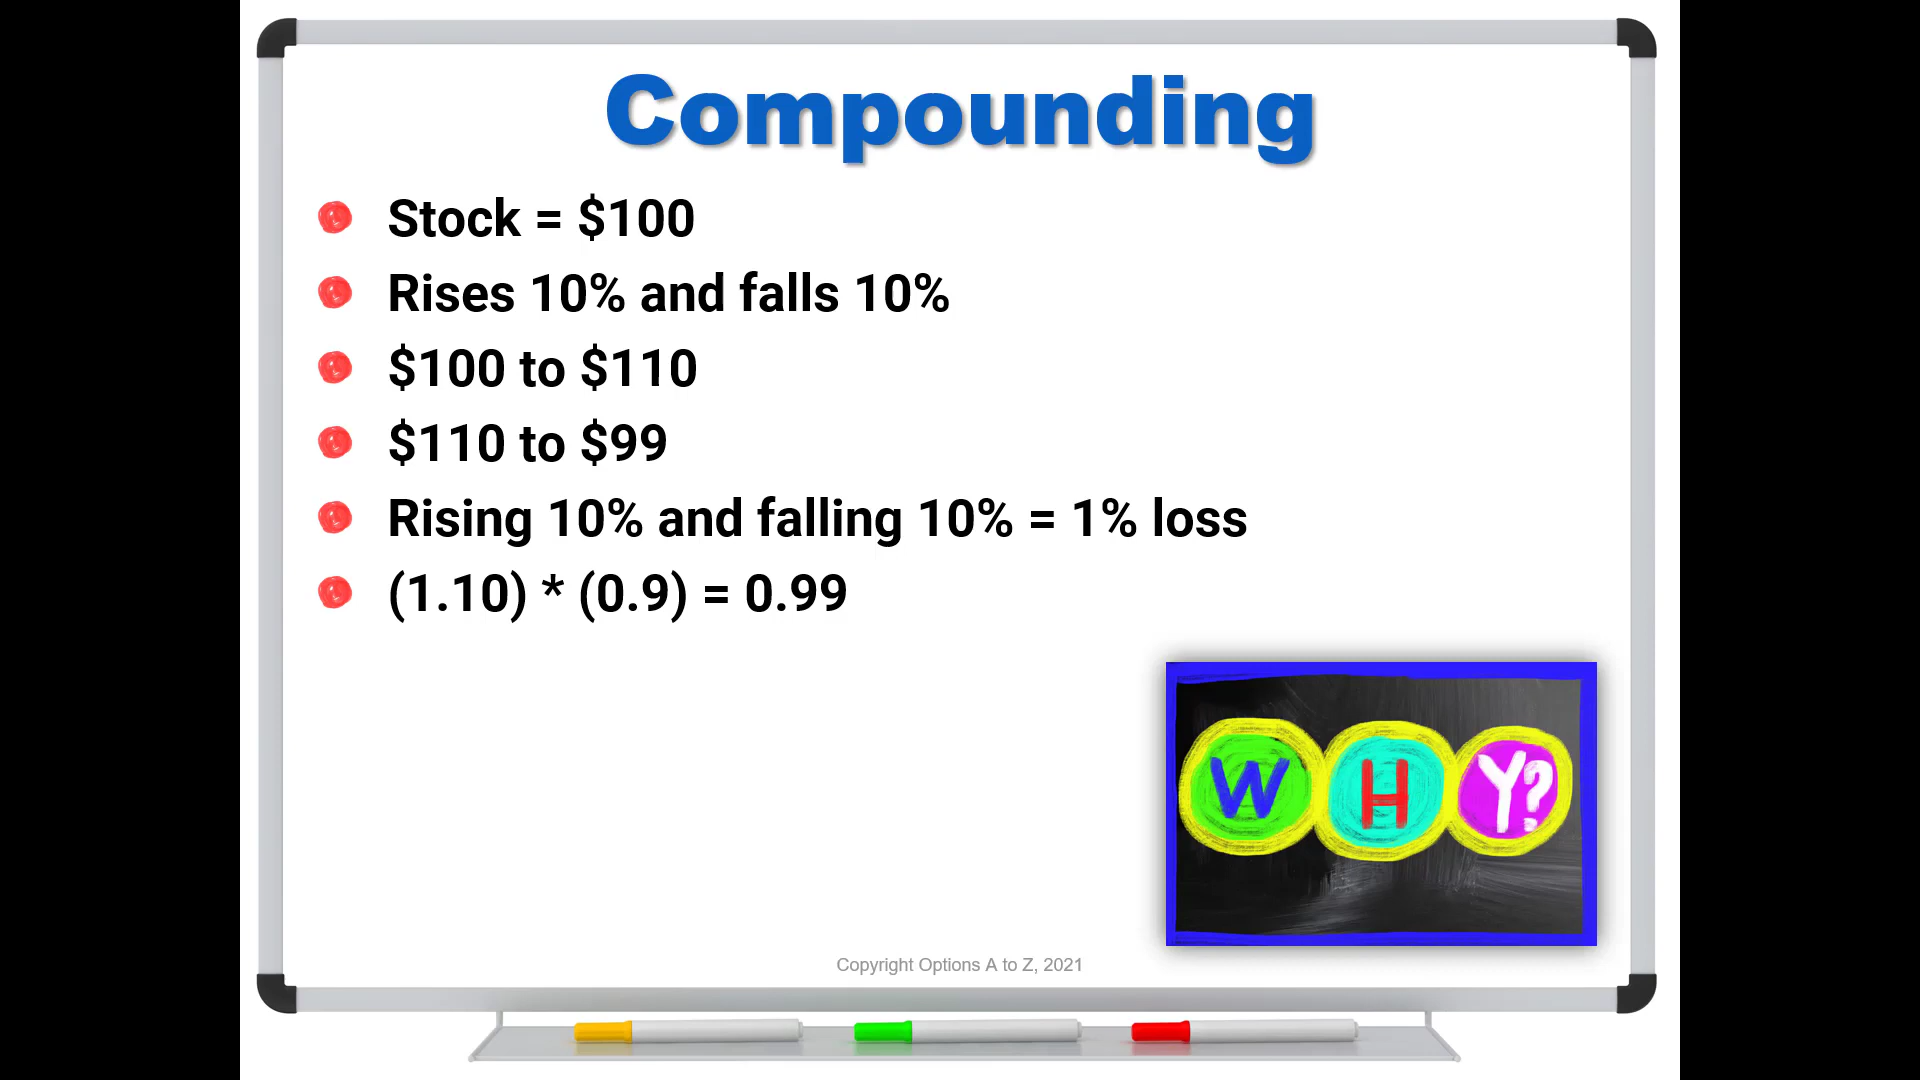 Compounding
Stock = $100
Rises 10% and falls 10%
$100 to $110
$110 to $99
Rising 10% and falling 10% = 1% loss
(1.10) * (0.9) = 0.99
W H Y?
Copyright Options A to Z, 2021